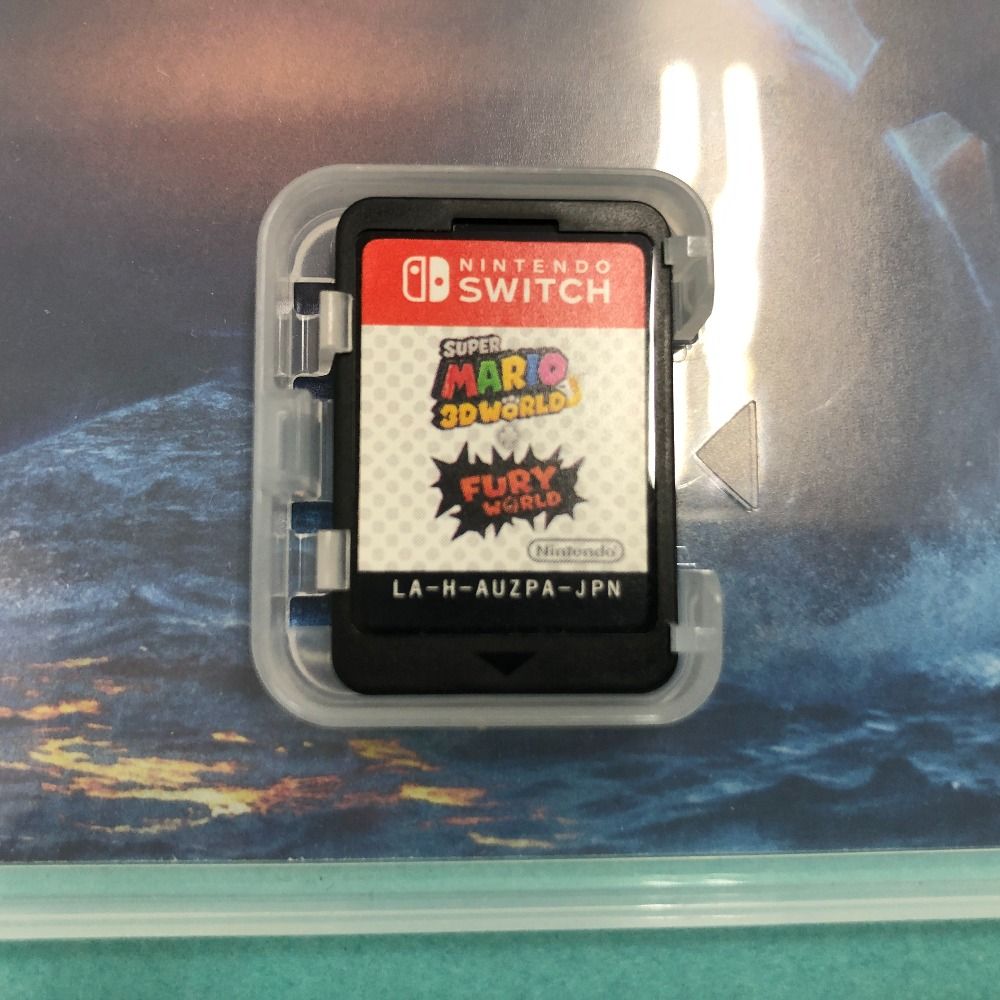 NINTENDO
SWITCH
SUPER
MARIO
3D WORLD
FURY
WORLD
Nintendo
LA-H-AUZPA-JPN